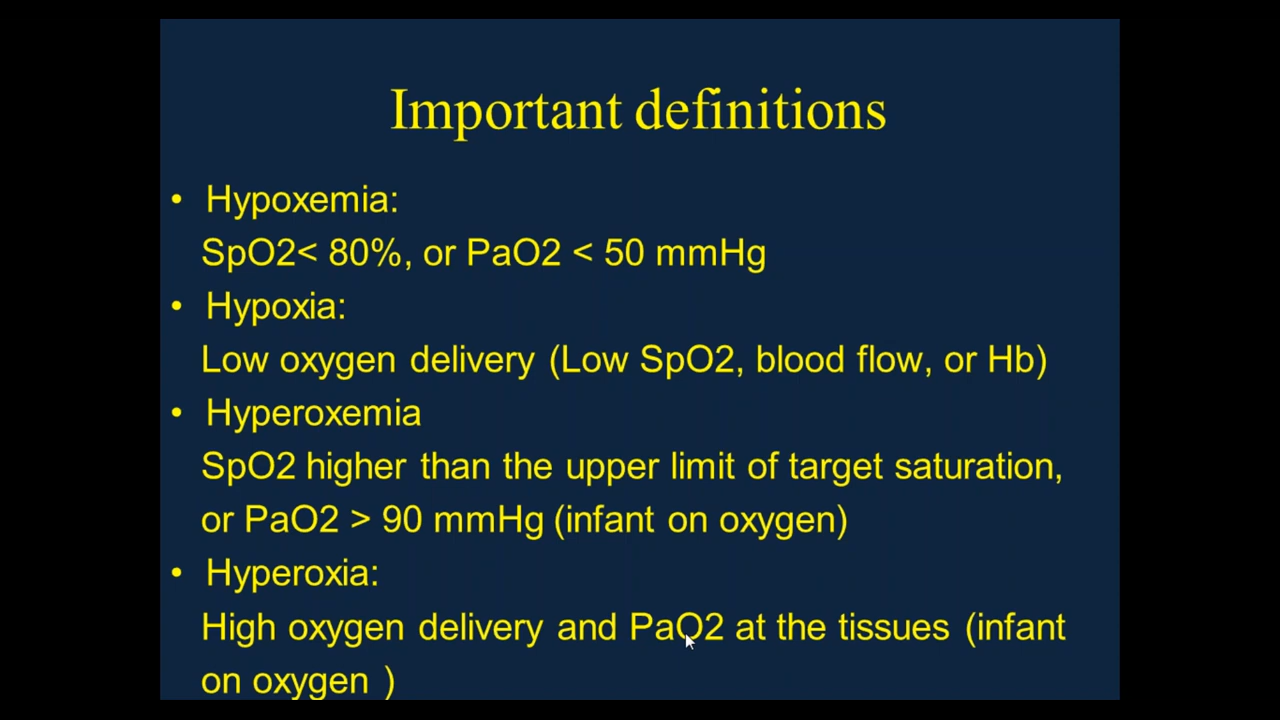 Important definitions
• Hypoxemia:
SpO2< 80%, or PaO2 < 50 mmHg
• Hypoxia:
Low oxygen delivery (Low SpO2, blood flow, or Hb)
• Hyperoxemia
SpO2 higher than the upper limit of target saturation,
or PaO2 > 90 mmHg (infant on oxygen)
• Hyperoxia:
High oxygen delivery and PaO2 at the tissues (infant
on oxygen )